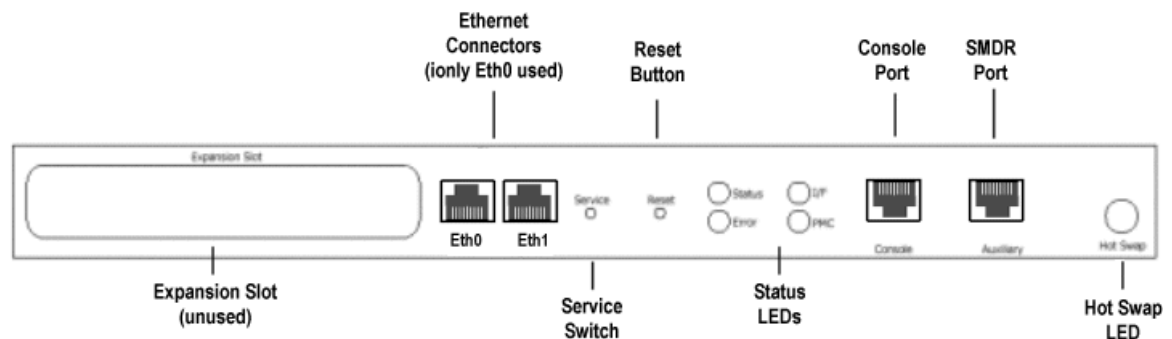 Ethernet
Connectors
(ionly Eth0 used)
Reset
Button
Console
Port
SMDR
Port
Expansion Slot
Eth0
Eth1
Service
Reset
Status
I/F
Error
PMC
Console
Auxiliary
Hot Swap
Expansion Slot
(unused)
Service
Switch
Status
LEDs
Hot Swap
LED